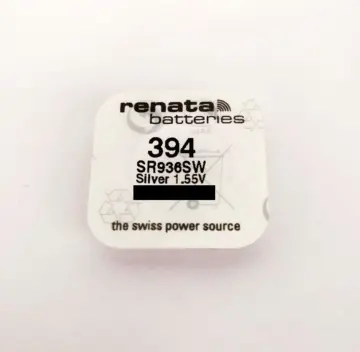 renata
batteries
394
SR936SW
Silver 1.55V
the swiss power source